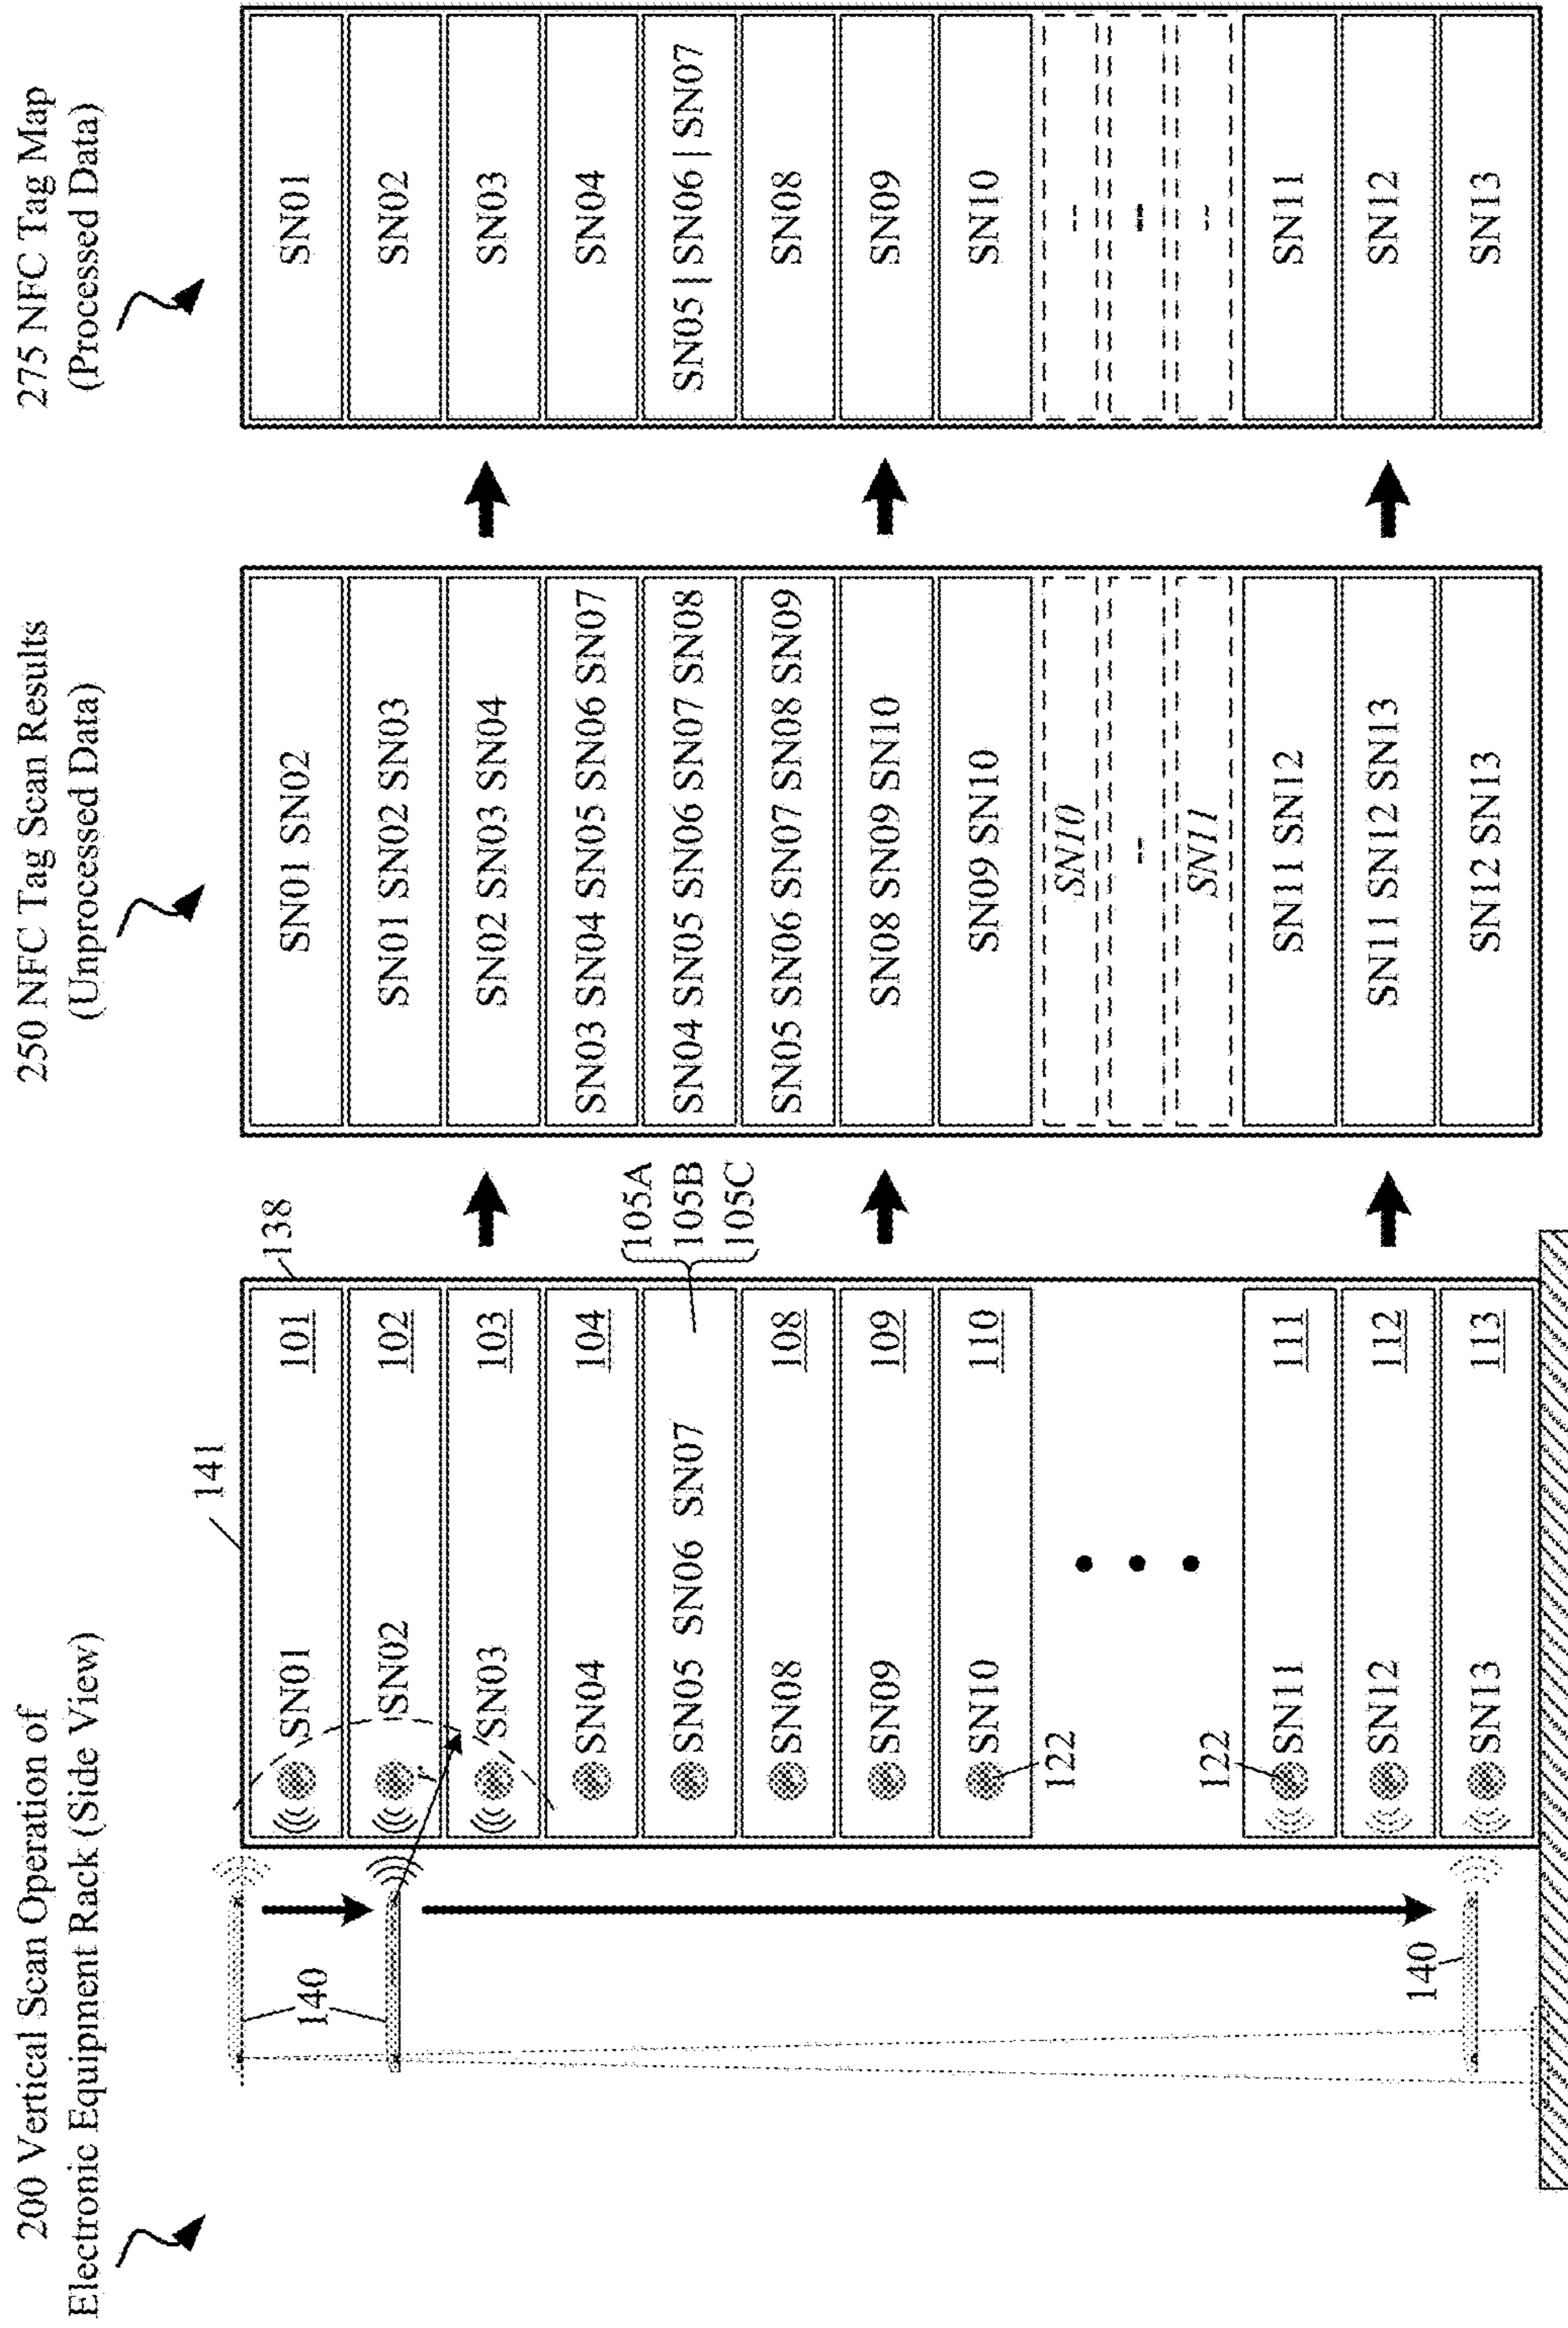 200 Vertical Scan Operation of
Electronic Equipment Rack (Side View)
141
138
140
SN01 101
SN02 102
r
SN03 103
SN04 104
SN05 SN06 SN07
105A
105B
105C
SN08 108
SN09 109
SN10 110
122
122
SN11 111
SN12 112
140
SN13 113
250 NFC Tag Scan Results
(Unprocessed Data)
SN01 SN02
SN01 SN02 SN03
SN02 SN03 SN04
SN03 SN04 SN05 SN06 SN07
SN04 SN05 SN06 SN07 SN08
SN05 SN06 SN07 SN08 SN09
SN08 SN09 SN10
SN09 SN10
SN10
--
SN11
SN11 SN12
SN11 SN12 SN13
SN12 SN13
275 NFC Tag Map
(Processed Data)
SN01
SN02
SN03
SN04
SN05 | SN06 | SN07
SN08
SN09
SN10
--
--
--
SN11
SN12
SN13